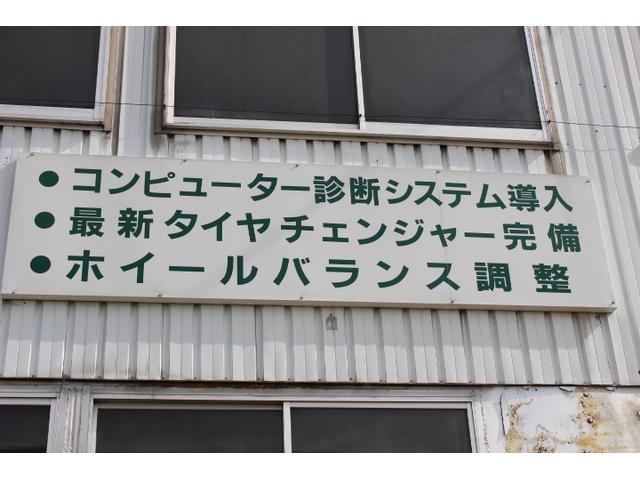 ●コンピューター診断システム導入
●最新タイヤチェンジャー完備
●ホイールバランス調整